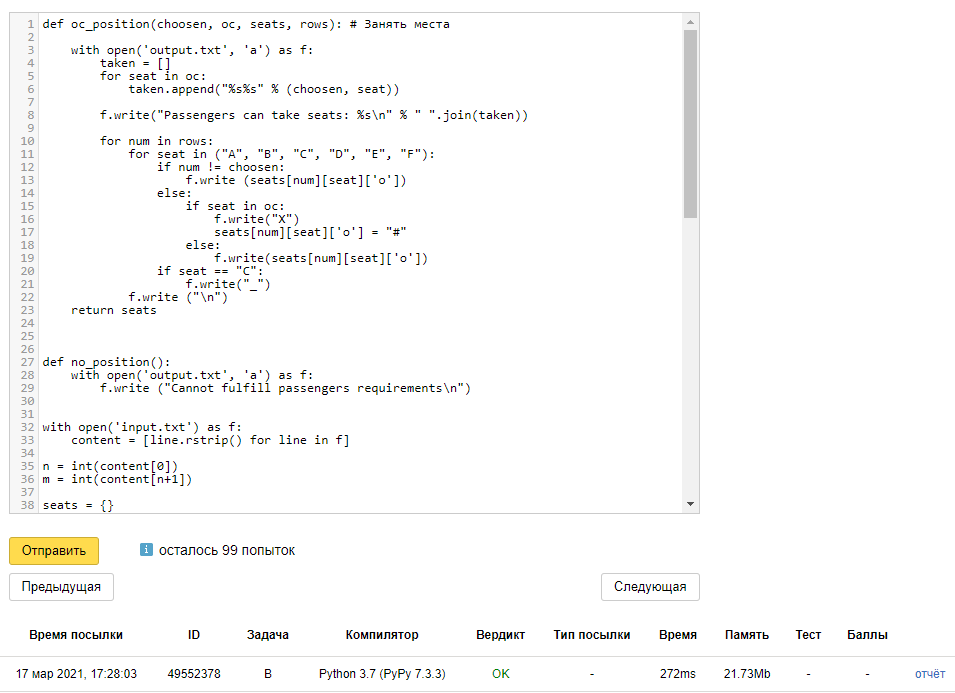 1 def oc_position(choosen, oc, seats, rows): # Занять места
2
3     with open('output.txt', 'a') as f:
4         taken = []
5         for seat in oc:
6             taken.append("%s%s" % (choosen, seat))
7
8         f.write("Passengers can take seats: %s\n" % " ".join(taken))
9
10         for num in rows:
11             for seat in ("A", "B", "C", "D", "E", "F"):
12                 if num != choosen:
13                     f.write (seats[num][seat]['o'])
14                 else:
15                     if seat in oc:
16                         f.write("X")
17                         seats[num][seat]['o'] = "#"
18                     else:
19                         f.write(seats[num][seat]['o'])
20                 if seat == "C":
21                     f.write("_")
22             f.write ("\n")
23     return seats
24
25
26
27 def no_position():
28     with open('output.txt', 'a') as f:
29         f.write ("Cannot fulfill passengers requirements\n")
30
31
32 with open('input.txt') as f:
33     content = [line.rstrip() for line in f]
34
35 n = int(content[0])
36 m = int(content[n+1])
37
38 seats = {}
Отправить i осталось 99 попыток
Предыдущая Следующая
Время посылки ID Задача Компилятор Вердикт Тип посылки Время Память Тест Баллы
17 мар 2021, 17:28:03 49552378 B Python 3.7 (PyPy 7.3.3) OK - 272ms 21.73Mb - - отчёт